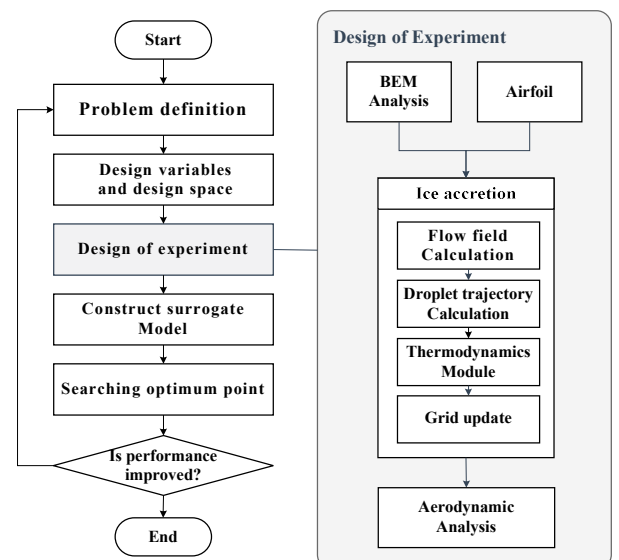 Start
Problem definition
Design variables
and design space
Design of experiment
Construct surrogate
Model
Searching optimum point
Is performance
improved?
End
Design of Experiment
BEM
Analysis
Airfoil
Ice accretion
Flow field
Calculation
Droplet trajectory
Calculation
Thermodynamics
Module
Grid update
Aerodynamic
Analysis